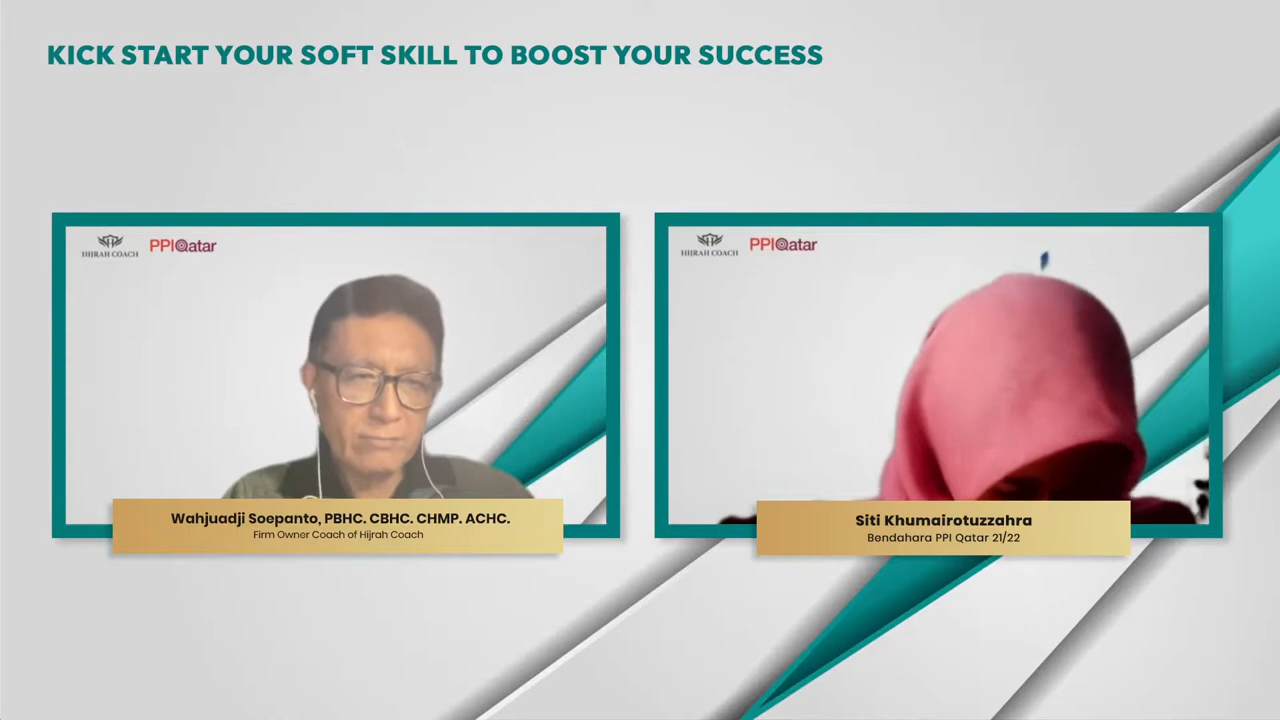 KICK START YOUR SOFT SKILL TO BOOST YOUR SUCCESS
HIJRAH COACH
PPIQatar
HIJRAH COACH
PPIQatar
Wahjuadji Soepanto, PBHC. CBHC. CHMP. ACHC.
Firm Owner Coach of Hijrah Coach
Siti Khumairotuzzahra
Bendahara PPI Qatar 21/22